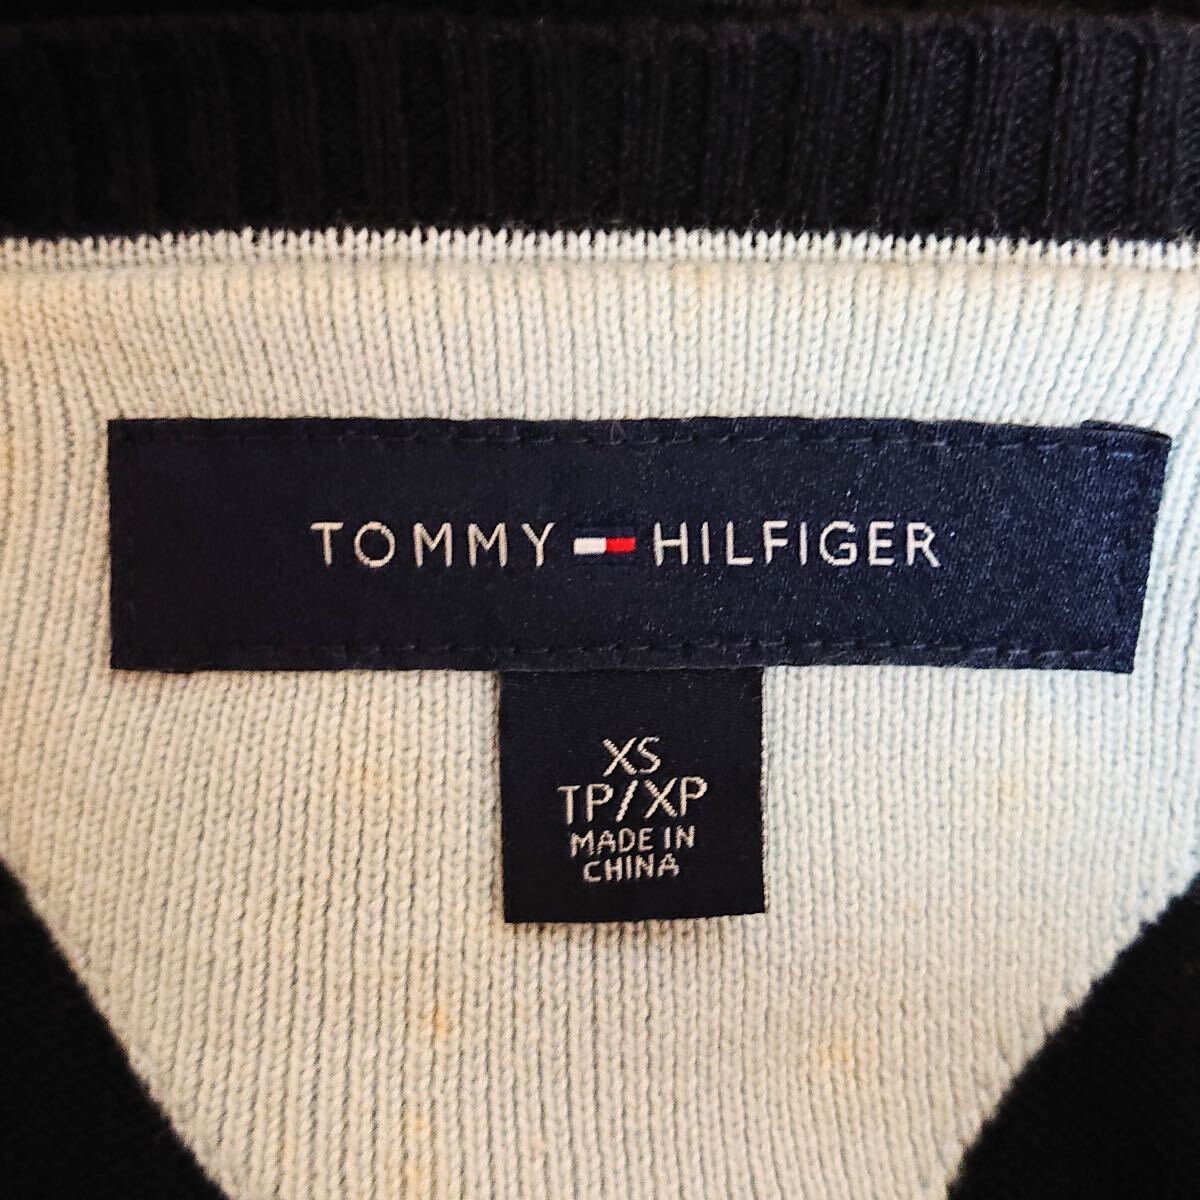 TOMMY HILFIGER
XS
TP/XP
MADE IN
CHINA